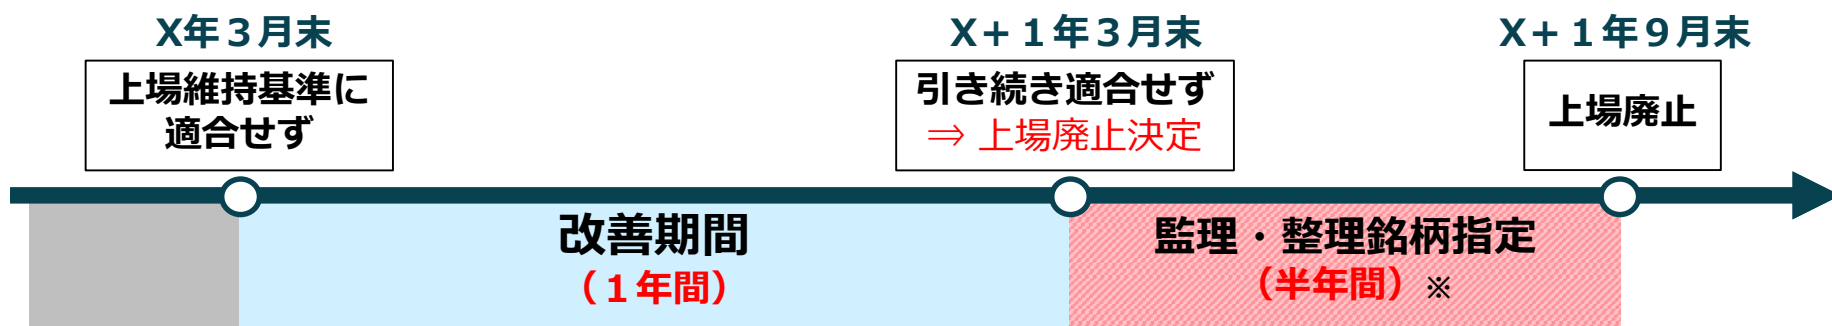 X年３月末
上場維持基準に
適合せず
X＋１年３月末
引き続き適合せず
⇒ 上場廃止決定
X＋１年９月末
上場廃止
改善期間
（１年間）
監理・整理銘柄指定
（半年間）※